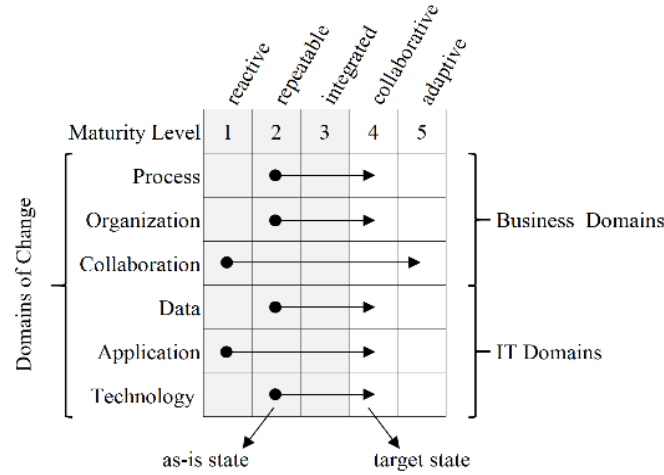 reactive
repeatable
integrated
collaborative
adaptive
Maturity Level 1 2 3 4 5
Domains of Change
Process
Organization
Collaboration
Data
Application
Technology
Business Domains
IT Domains
as-is state
target state